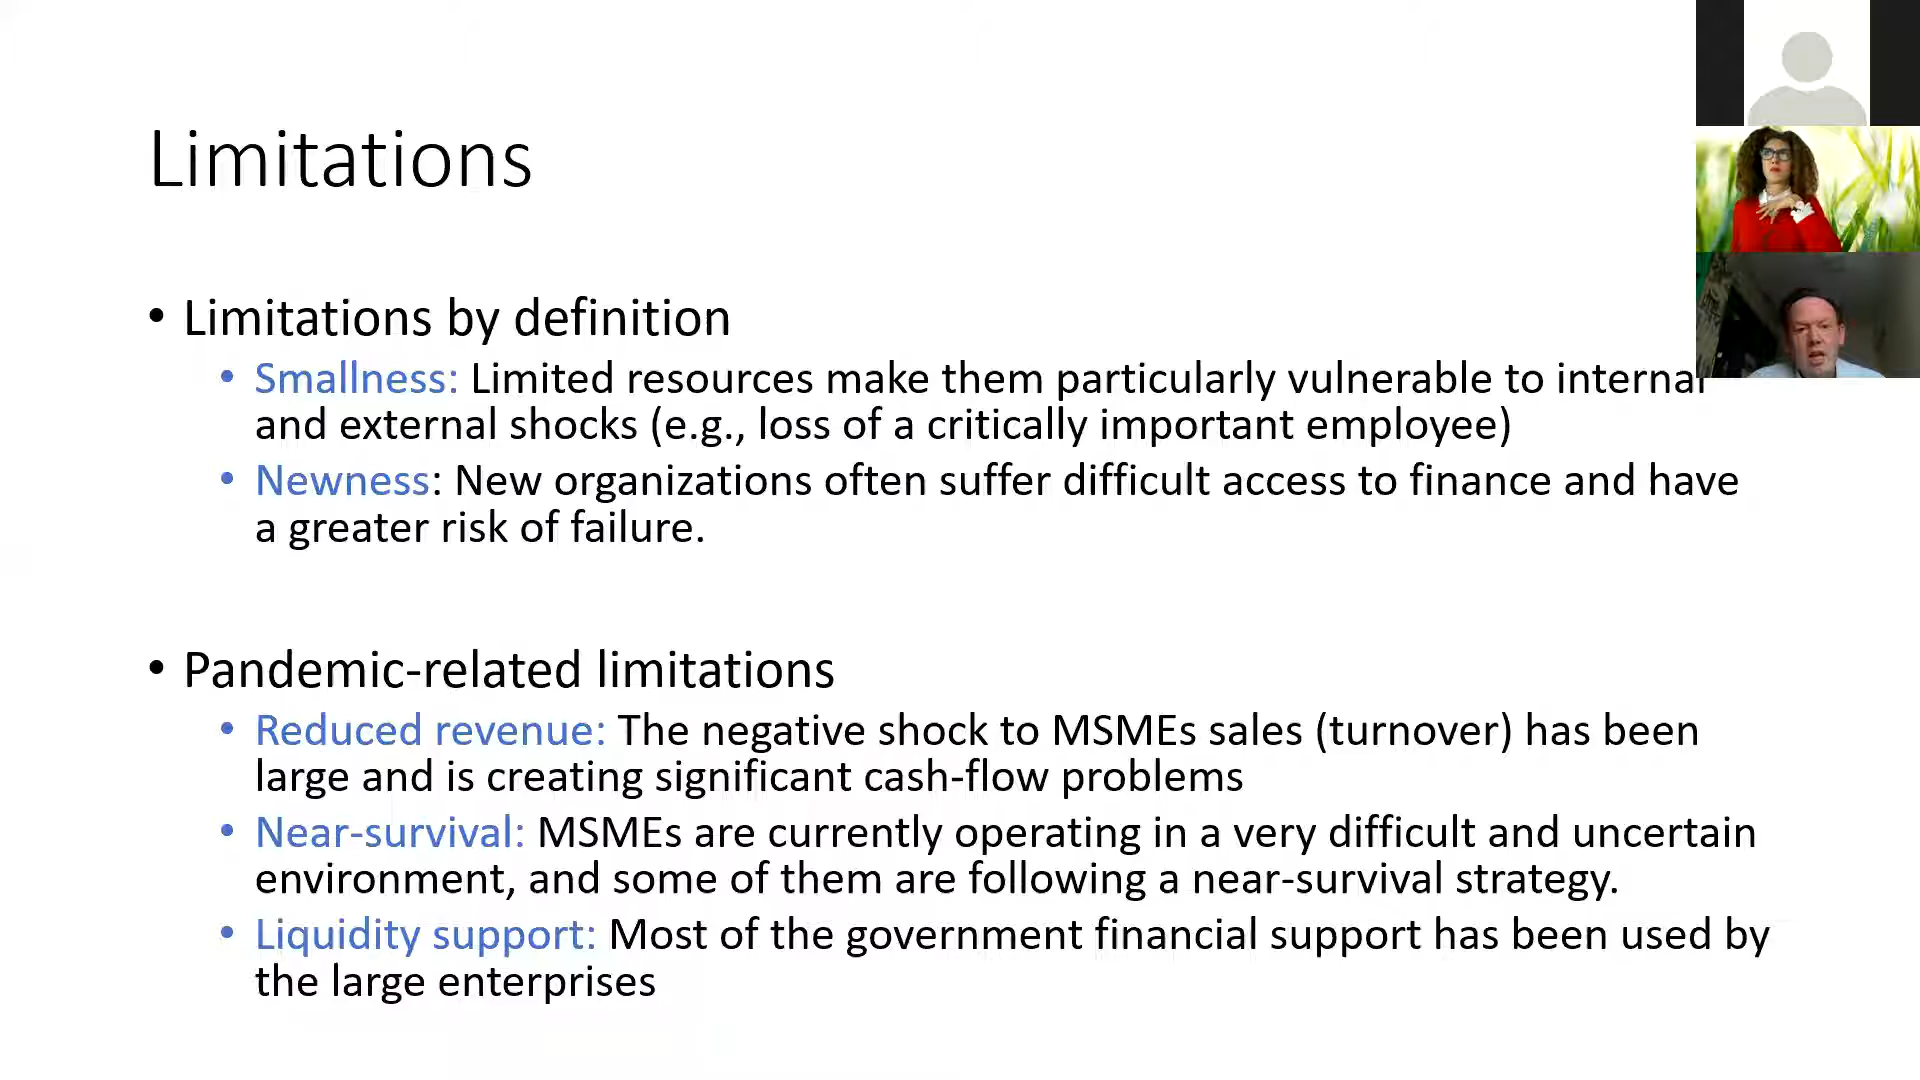 Limitations
• Limitations by definition
• Smallness: Limited resources make them particularly vulnerable to internal
and external shocks (e.g., loss of a critically important employee)
• Newness: New organizations often suffer difficult access to finance and have
a greater risk of failure.
• Pandemic-related limitations
• Reduced revenue: The negative shock to MSMEs sales (turnover) has been
large and is creating significant cash-flow problems
• Near-survival: MSMEs are currently operating in a very difficult and uncertain
environment, and some of them are following a near-survival strategy.
• Liquidity support: Most of the government financial support has been used by
the large enterprises